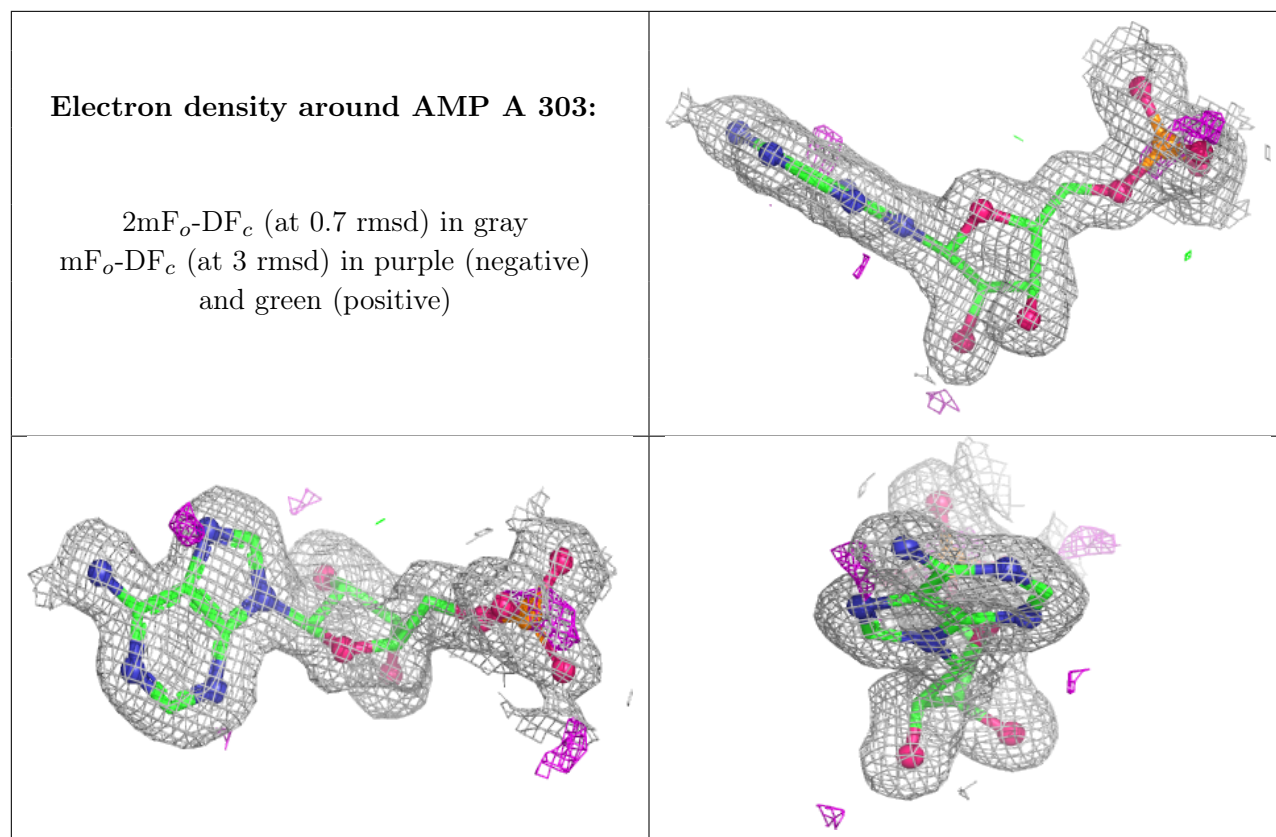 Electron density around AMP A 303:
2mFo-DFc (at 0.7 rmsd) in gray
mFo-DFc (at 3 rmsd) in purple (negative)
and green (positive)